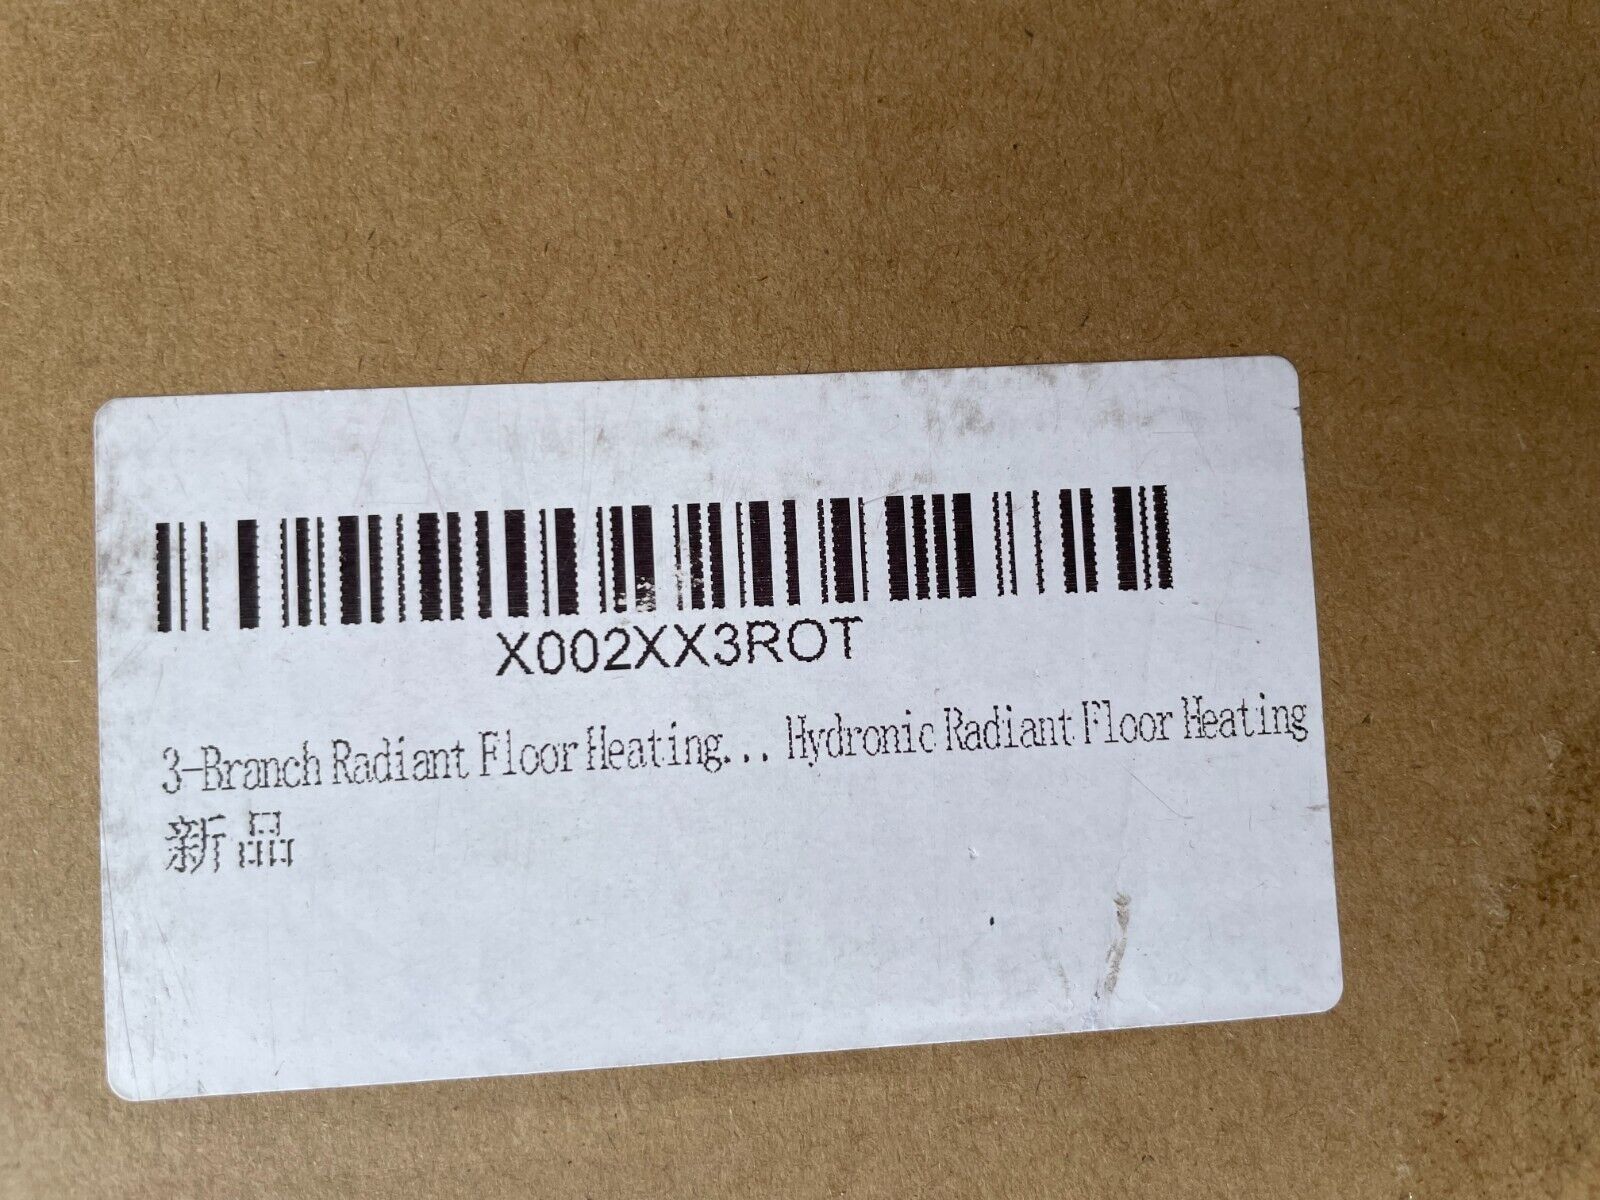 X002XX3ROT
3-Branch Radiant Floor Heating... Hydronic Radiant Floor Heating
新品